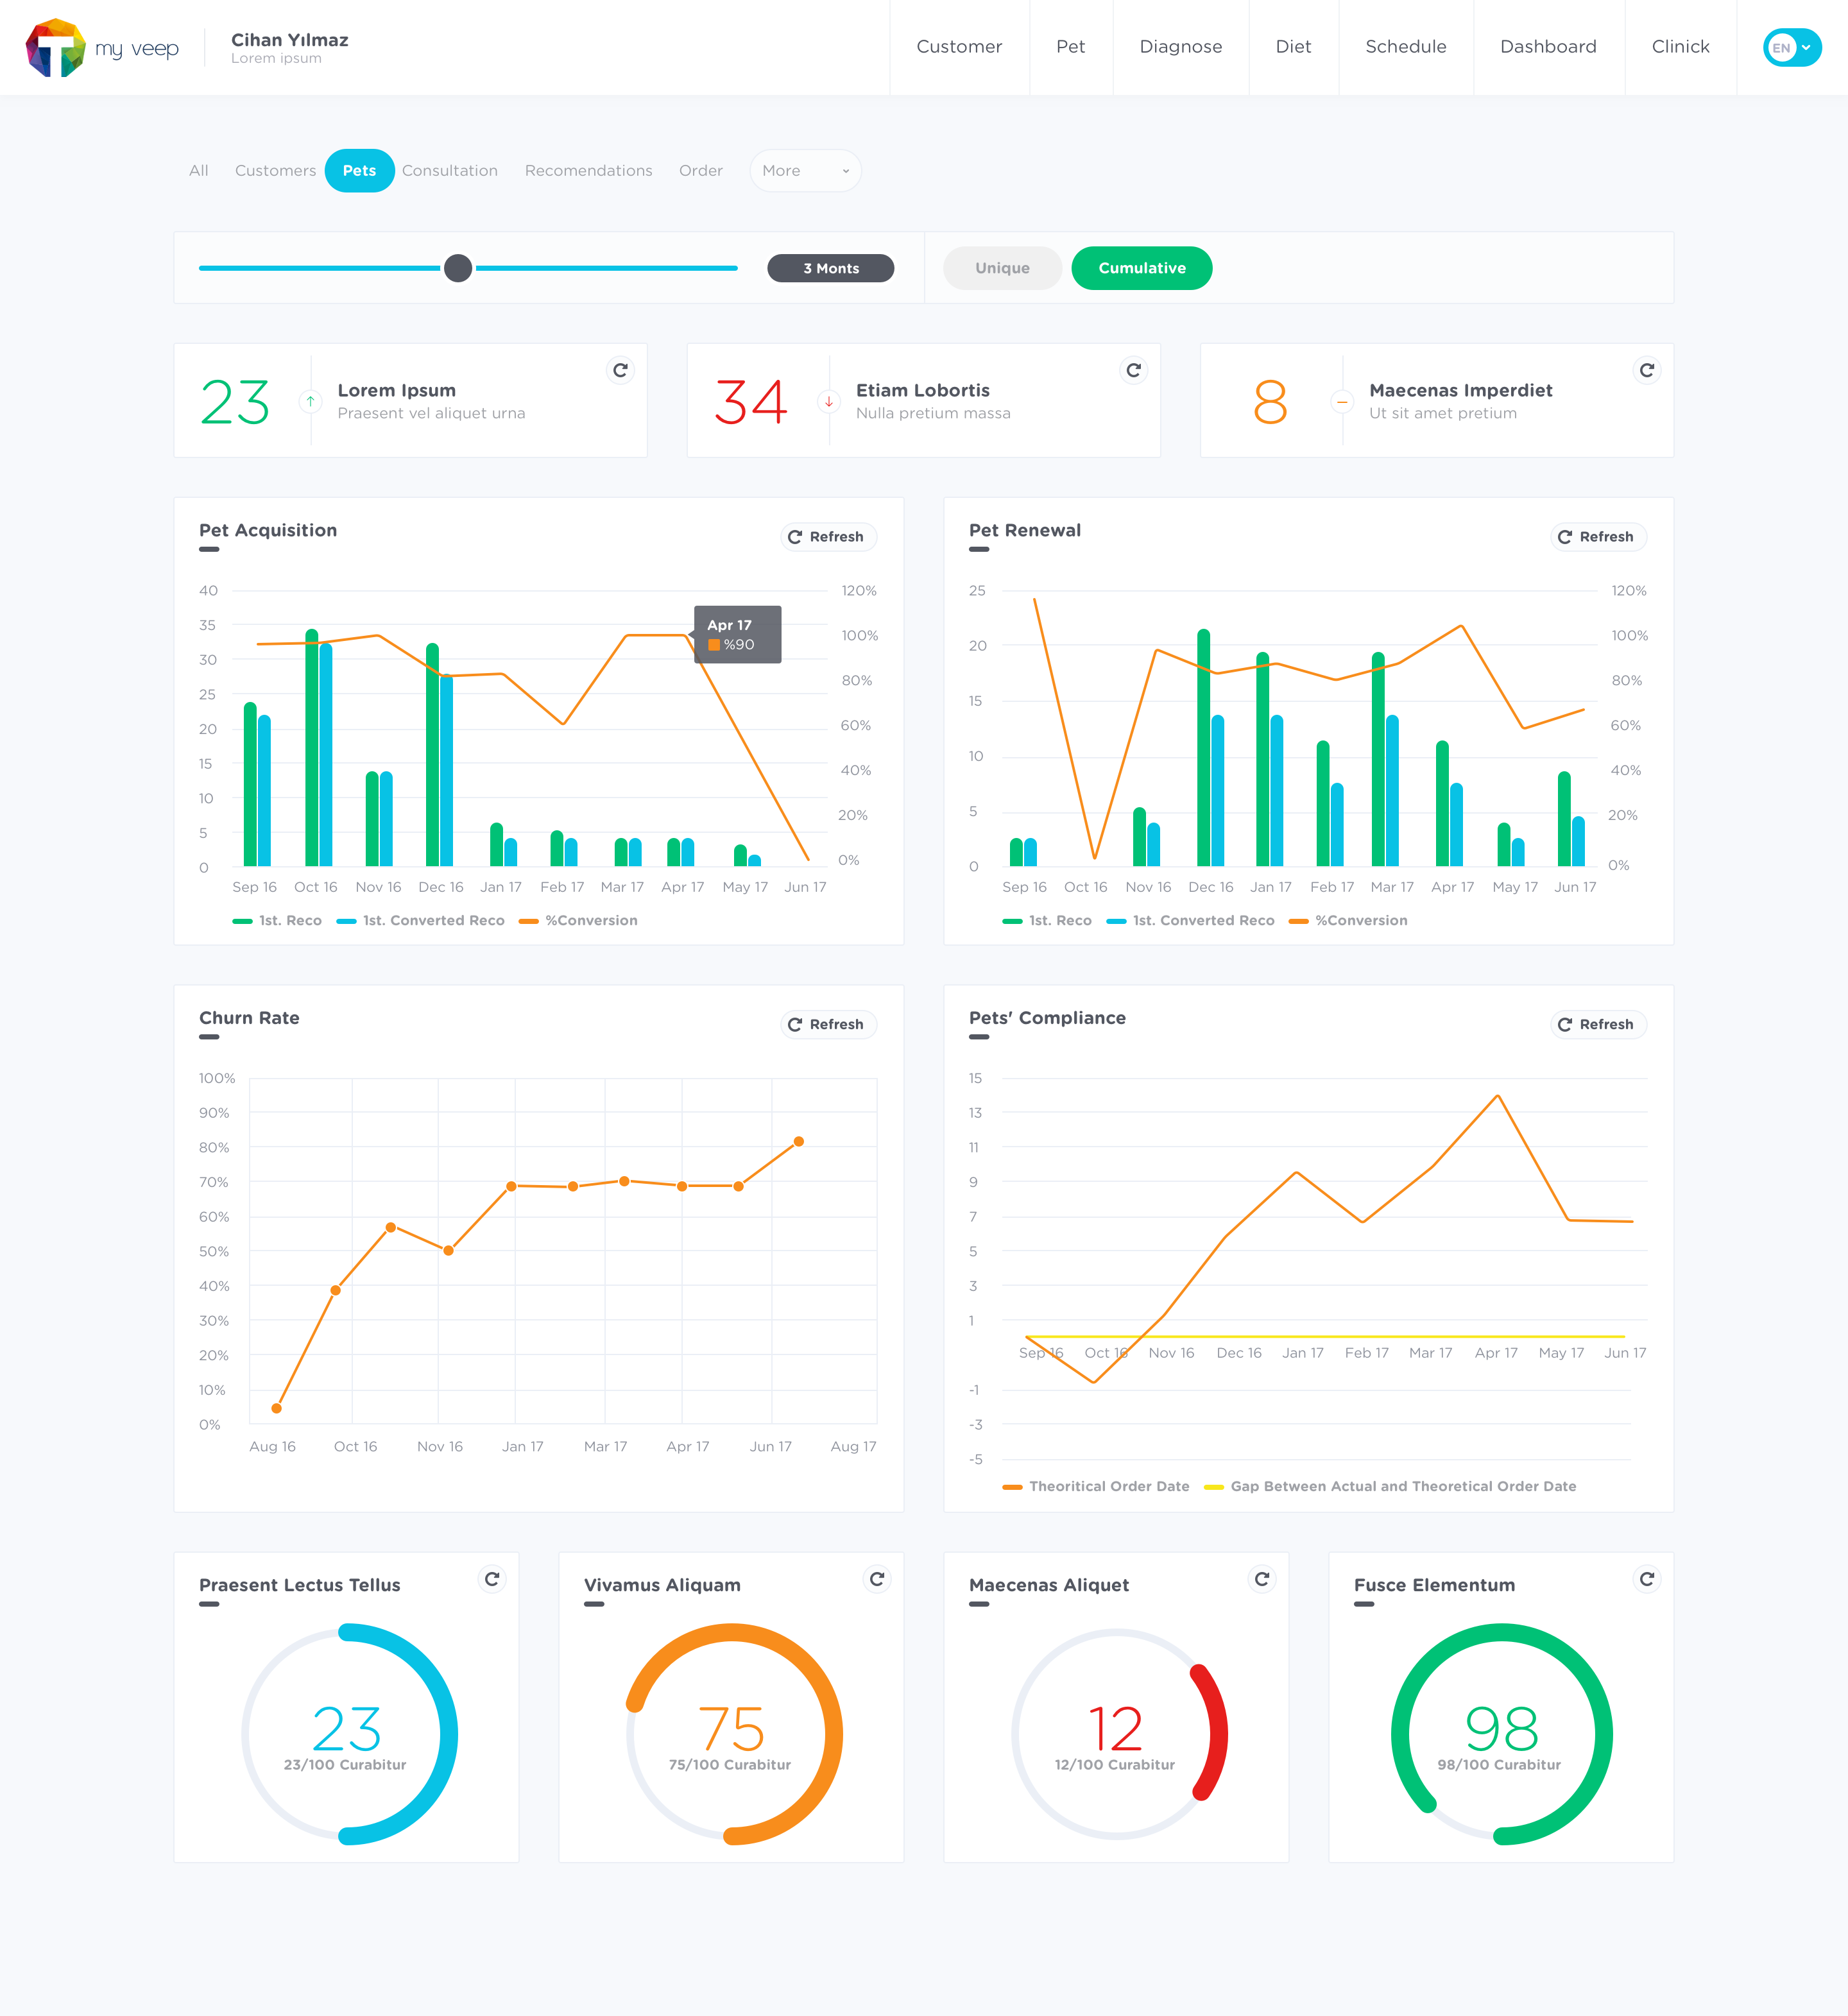 my veep
Cihan Yılmaz
Lorem ipsum
Customer
Pet
Diagnose
Diet
Schedule
Dashboard
Clinick
EN
All
Customers
Pets
Consultation
Recomendations
Order
More
3 Monts
Unique
Cumulative
23
Lorem Ipsum
Praesent vel aliquet urna
34
Etiam Lobortis
Nulla pretium massa
8
Maecenas Imperdiet
Ut sit amet pretium
Pet Acquisition
Refresh
40
35
30
25
20
15
10
5
0
120%
100%
80%
60%
40%
20%
0%
Apr 17
%90
Sep 16 Oct 16 Nov 16 Dec 16 Jan 17 Feb 17 Mar 17 Apr 17 May 17 Jun 17
1st. Reco 1st. Converted Reco %Conversion
Pet Renewal
Refresh
25
20
15
10
5
0
120%
100%
80%
60%
40%
20%
0%
Sep 16 Oct 16 Nov 16 Dec 16 Jan 17 Feb 17 Mar 17 Apr 17 May 17 Jun 17
1st. Reco 1st. Converted Reco %Conversion
Churn Rate
Refresh
100%
90%
80%
70%
60%
50%
40%
30%
20%
10%
0%
Aug 16 Oct 16 Nov 16 Jan 17 Mar 17 Apr 17 Jun 17 Aug 17
Pets' Compliance
Refresh
15
13
11
9
7
5
3
1
Sep 16 Oct 16 Nov 16 Dec 16 Jan 17 Feb 17 Mar 17 Apr 17 May 17 Jun 17
-1
-3
-5
Theoritical Order Date Gap Between Actual and Theoretical Order Date
Praesent Lectus Tellus
23
23/100 Curabitur
Vivamus Aliquam
75
75/100 Curabitur
Maecenas Aliquet
12
12/100 Curabitur
Fusce Elementum
98
98/100 Curabitur